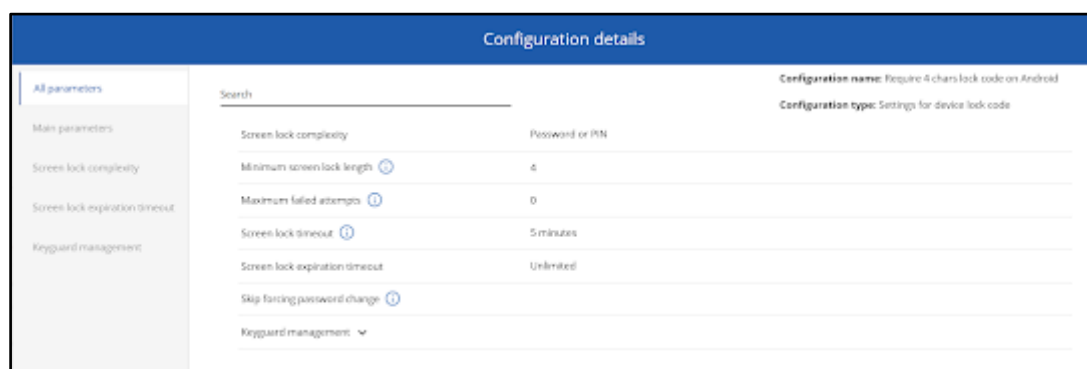 Configuration details
All parameters
Main parameters
Screen lock complexity
Screen lock expiration timeout
Keyguard management
Search
Configuration name: Require 4 chars lock code on Android
Configuration type: Settings for device lock code
Screen lock complexity Password or PIN
Minimum screen lock length 4
Maximum failed attempts 0
Screen lock timeout 5 minutes
Screen lock expiration timeout Unlimited
Skip forcing password change
Keyguard management